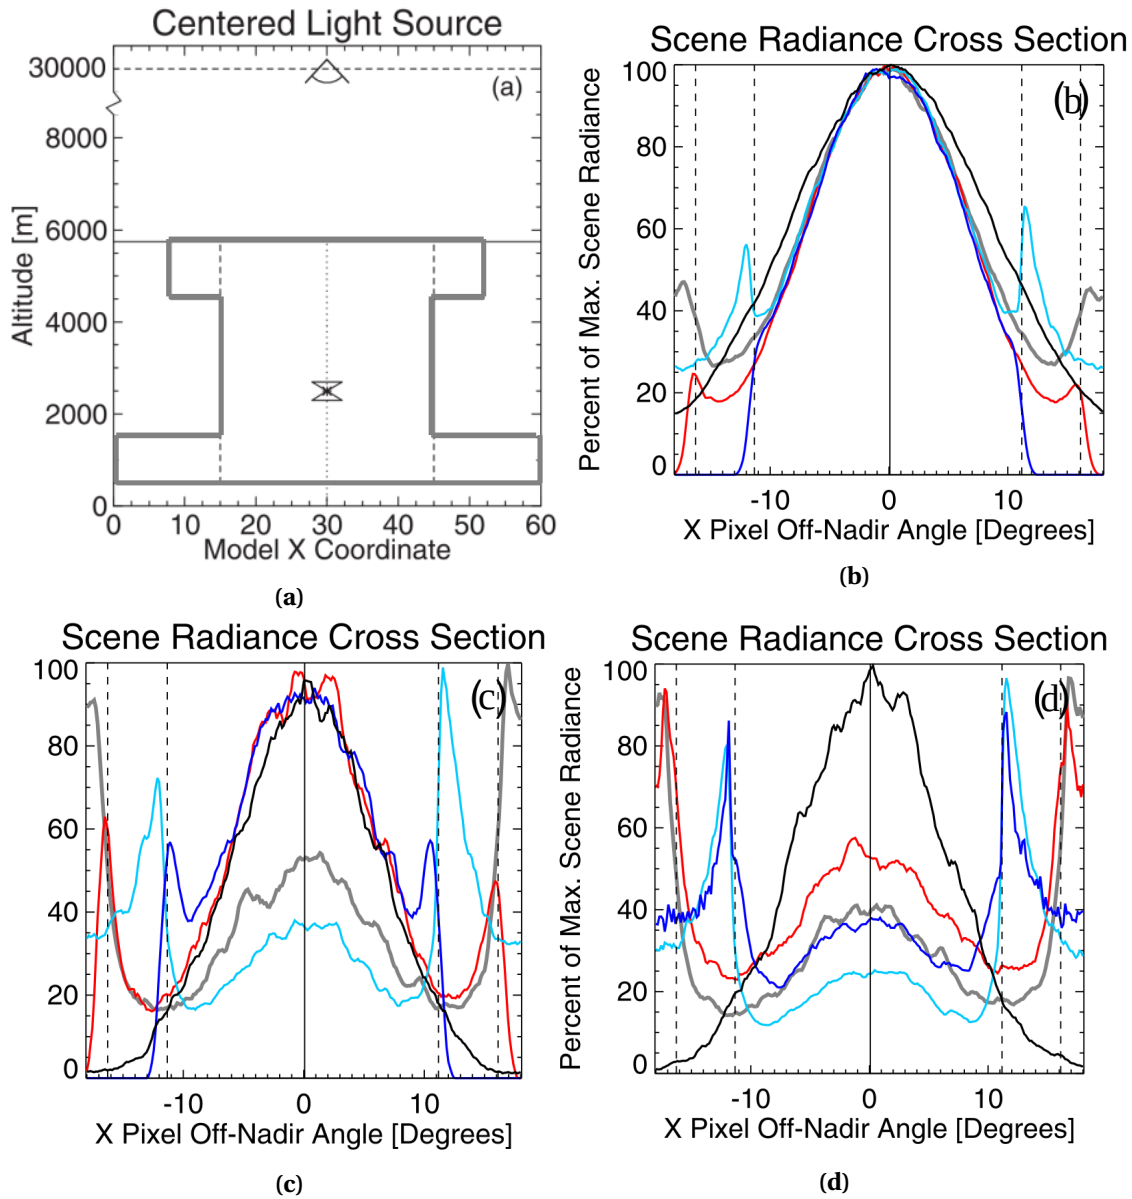 Centered Light Source
(a)
Altitude [m]
30000
8000
6000
4000
2000
0
0 10 20 30 40 50 60
Model X Coordinate
(a)
Scene Radiance Cross Section
(b)
Percent of Max. Scene Radiance
100
80
60
40
20
0
-10 0 10
X Pixel Off-Nadir Angle [Degrees]
(b)
Scene Radiance Cross Section
(c)
100
80
60
40
20
0
-10 0 10
X Pixel Off-Nadir Angle [Degrees]
(c)
Scene Radiance Cross Section
(d)
Percent of Max. Scene Radiance
100
80
60
40
20
0
-10 0 10
X Pixel Off-Nadir Angle [Degrees]
(d)